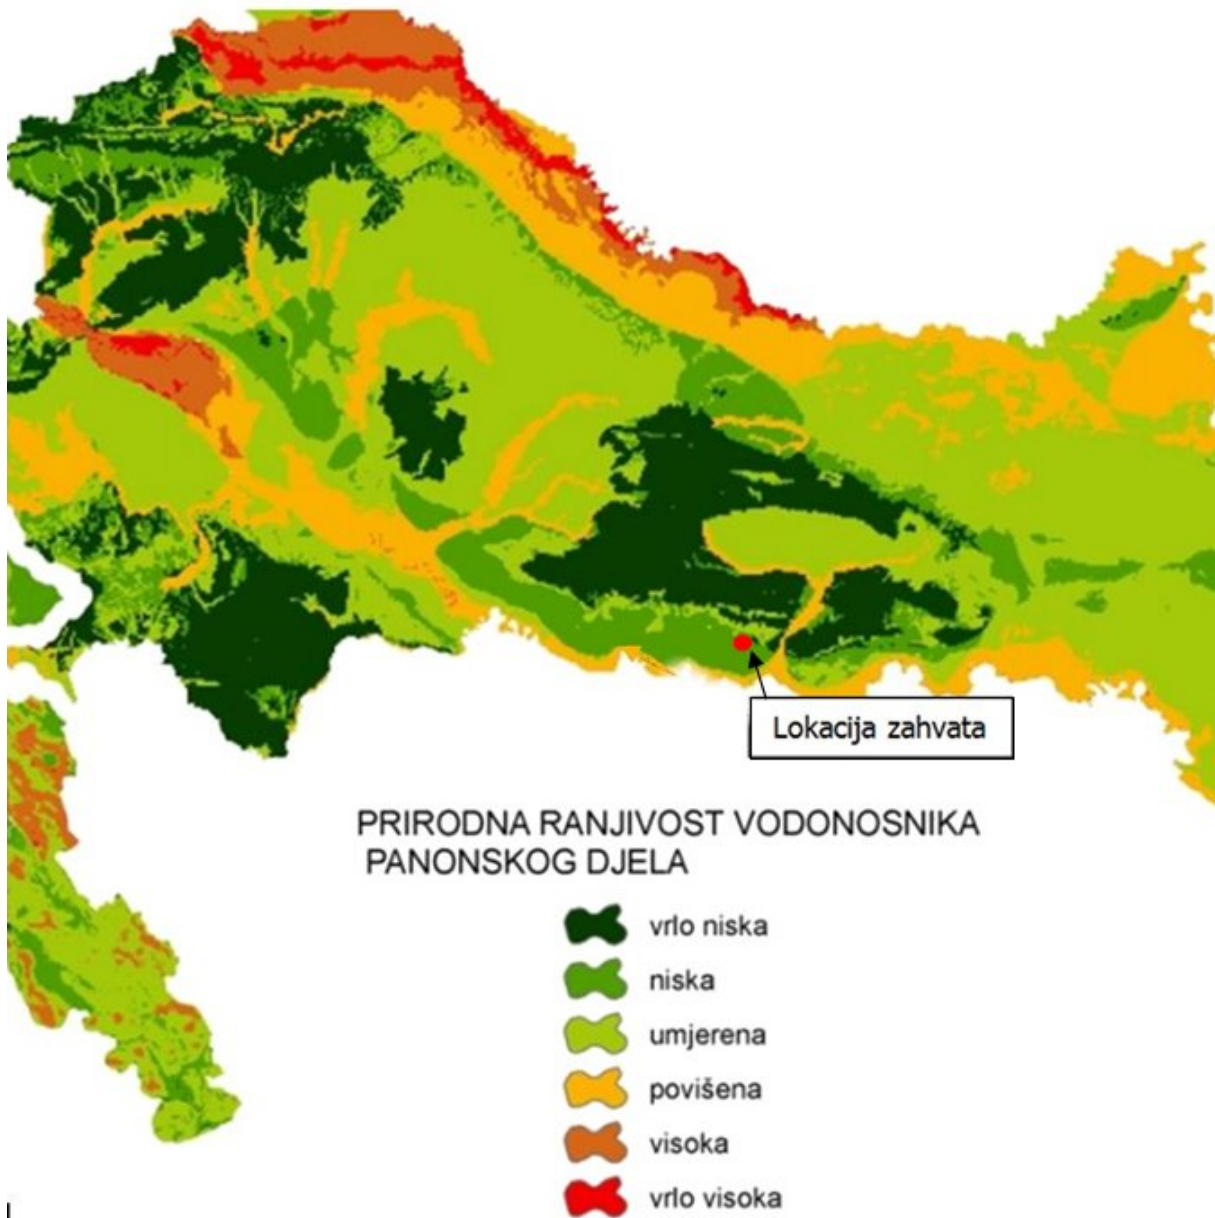 Lokacija zahvata
PRIRODNA RANJIVOST VODONOSNIKA
PANONSKOG DJELA
vrlo niska
niska
umjerena
povišena
visoka
vrlo visoka